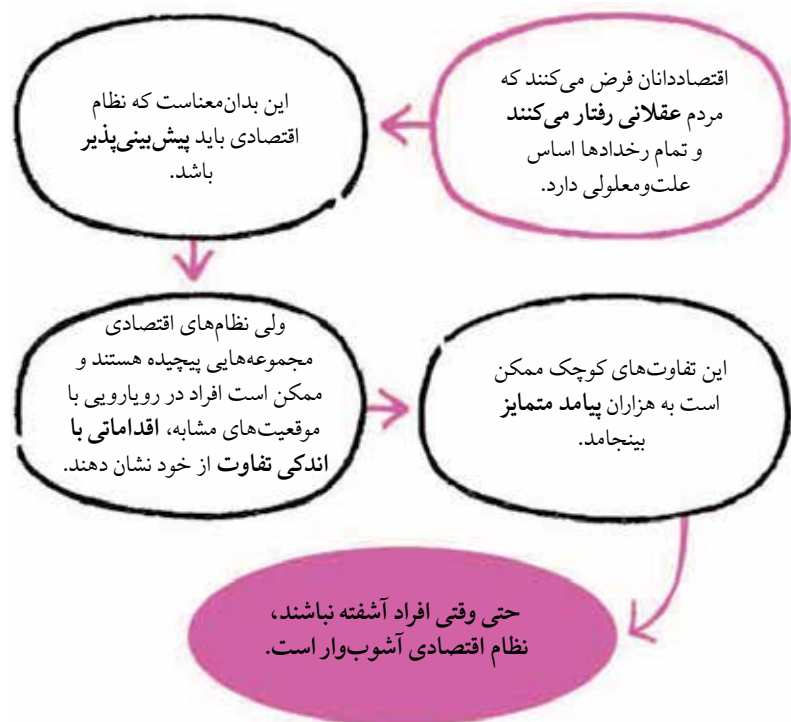 اقتصاددانان فرض می‌کنند که
مردم عقلانی رفتار می‌کنند
و تمام رخدادها اساس
علت‌ومعلولی دارد.
این بدان‌معناست که نظام
اقتصادی باید پیش‌بینی‌پذیر
باشد.
ولی نظام‌های اقتصادی
مجموعه‌هایی پیچیده هستند و
ممکن است افراد در رویارویی با
موقعیت‌های مشابه، اقداماتی با
اندکی تفاوت از خود نشان دهند.
این تفاوت‌های کوچک ممکن
است به هزاران پیامد متمایز
بینجامد.
حتی وقتی افراد آشفته نباشند،
نظام اقتصادی آشوب‌وار است.